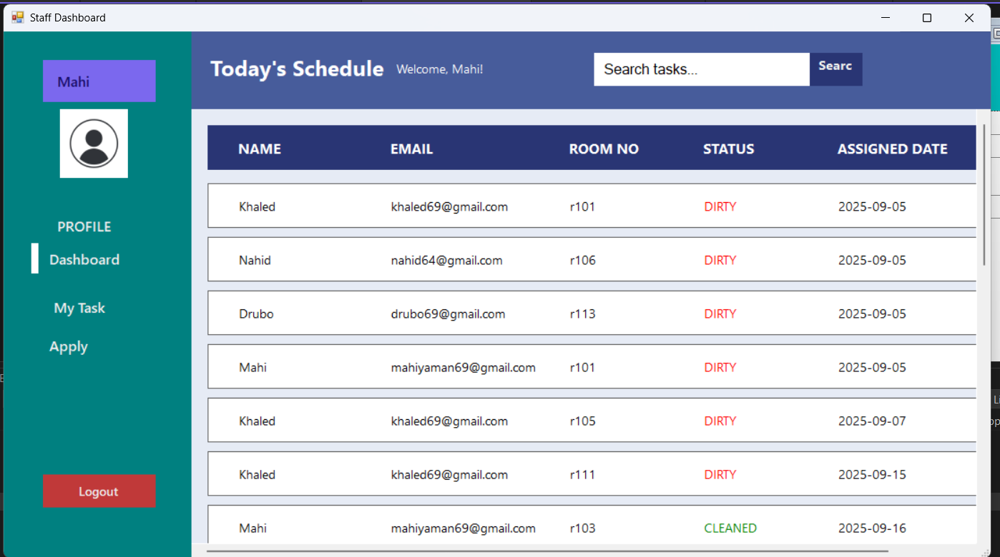 Staff Dashboard
Mahi
Today's Schedule Welcome, Mahi! Search tasks... Searc
PROFILE
Dashboard
My Task
Apply
Logout
NAME EMAIL ROOM NO STATUS ASSIGNED DATE
Khaled khaled69@gmail.com r101 DIRTY 2025-09-05
Nahid nahid64@gmail.com r106 DIRTY 2025-09-05
Drubo drubo69@gmail.com r113 DIRTY 2025-09-05
Mahi mahiyaman69@gmail.com r101 DIRTY 2025-09-05
Khaled khaled69@gmail.com r105 DIRTY 2025-09-07
Khaled khaled69@gmail.com r111 DIRTY 2025-09-15
Mahi mahiyaman69@gmail.com r103 CLEANED 2025-09-16